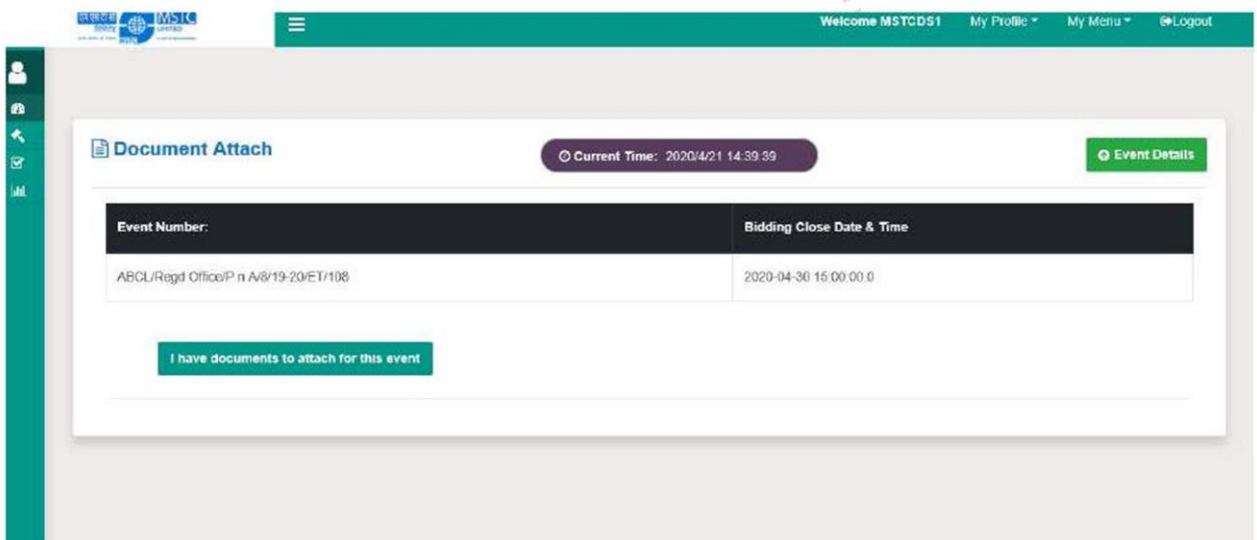 MSTC
LIMITED
Welcome MSTCDS1 My Profile My Menu Logout
Document Attach
Current Time: 2020/4/21 14:39:39
Event Details
Event Number: Bidding Close Date & Time
ABCL/Regd Office/P n A/8/19-20/ET/108 2020-04-30 15:00:00.0
I have documents to attach for this event